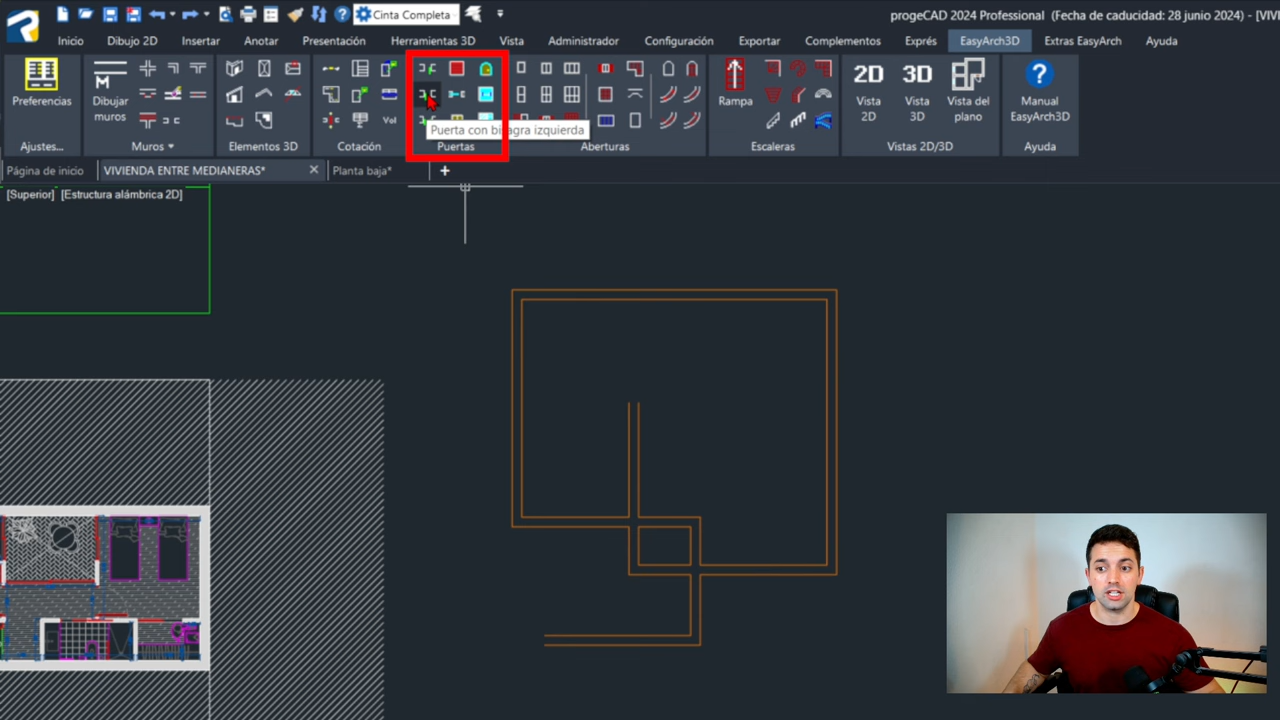 Cinta Completa
progeCAD 2024 Professional (Fecha de caducidad: 28 junio 2024) - [VIVI
Inicio Dibujo 2D Insertar Anotar Presentación Herramientas 3D Vista Administrador Configuración Exportar Complementos Exprés EasyArch3D Extras EasyArch Ayuda
Preferencias
Ajustes...
M
Dibujar
muros
Muros
Elementos 3D
Vol
Cotación
Puerta con bisagra izquierda
Puertas
Aberturas
Rampa
Escaleras
2D
Vista
2D
3D
Vista
3D
Vista del
plano
Vistas 2D/3D
?
Manual
EasyArch3D
Ayuda
Página de inicio VIVIENDA ENTRE MEDIANERAS* X Planta baja* +
[Superior] [Estructura alámbrica 2D]